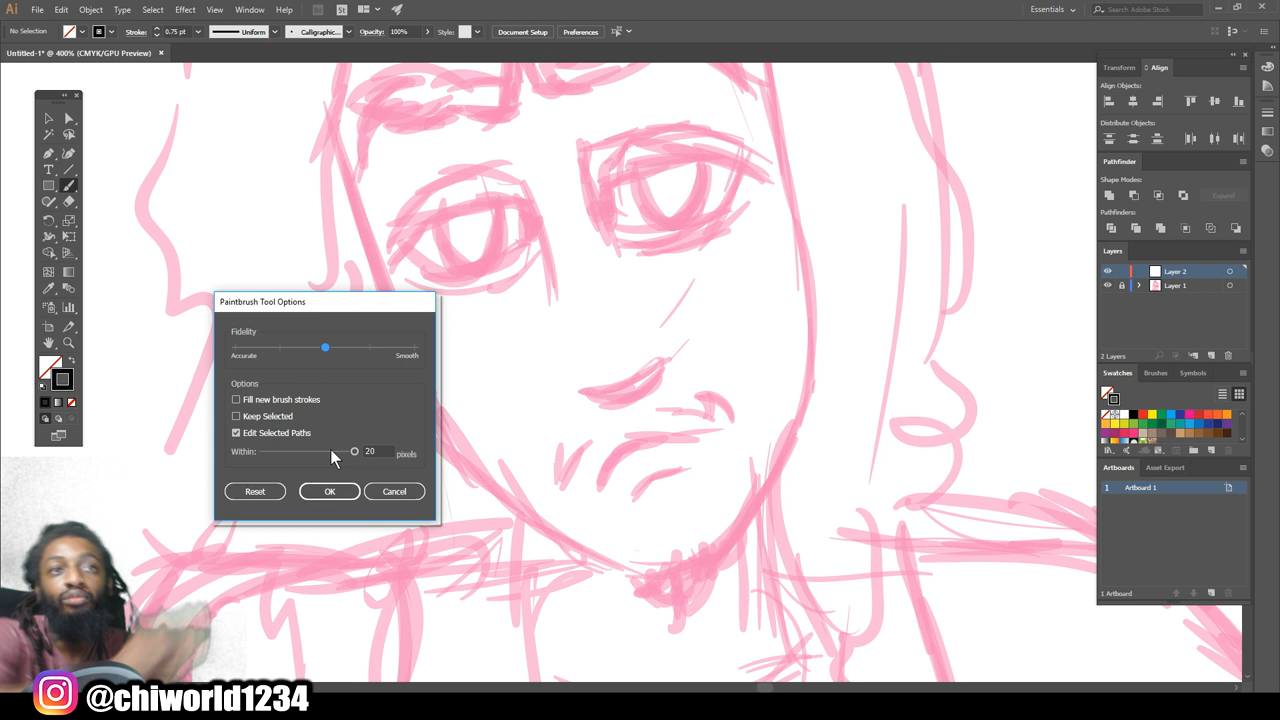 Ai File Edit Object Type Select Effect View Window Help Br St Essentials Search Adobe Stock
No Selection Stroke: 0.75 pt Uniform Calligraphic... Opacity: 100% Style: Document Setup Preferences
Untitled-1* @ 400% (CMYK/GPU Preview)
Transform Align
Align Objects:
Distribute Objects:
Pathfinder
Shape Modes:
Expand
Pathfinders:
Layers
Layer 2
Layer 1
2 Layers
Swatches Brushes Symbols
Artboards Asset Export
1 Artboard 1
1 Artboard
Paintbrush Tool Options
Fidelity
Accurate Smooth
Options
Fill new brush strokes
Keep Selected
Edit Selected Paths
Within: 20 pixels
Reset OK Cancel
@chiworld1234